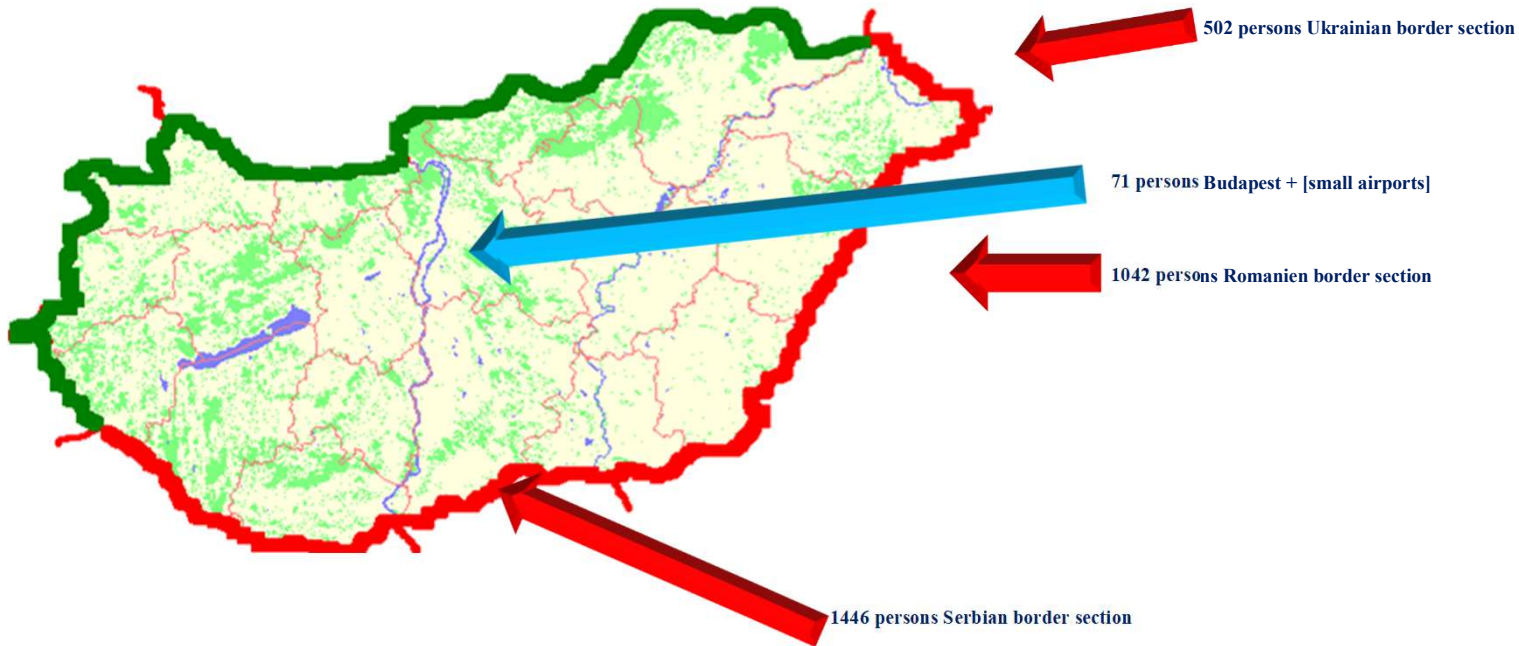 502 persons Ukrainian border section
71 persons Budapest + [small airports]
1042 persons Romanien border section
1446 persons Serbian border section